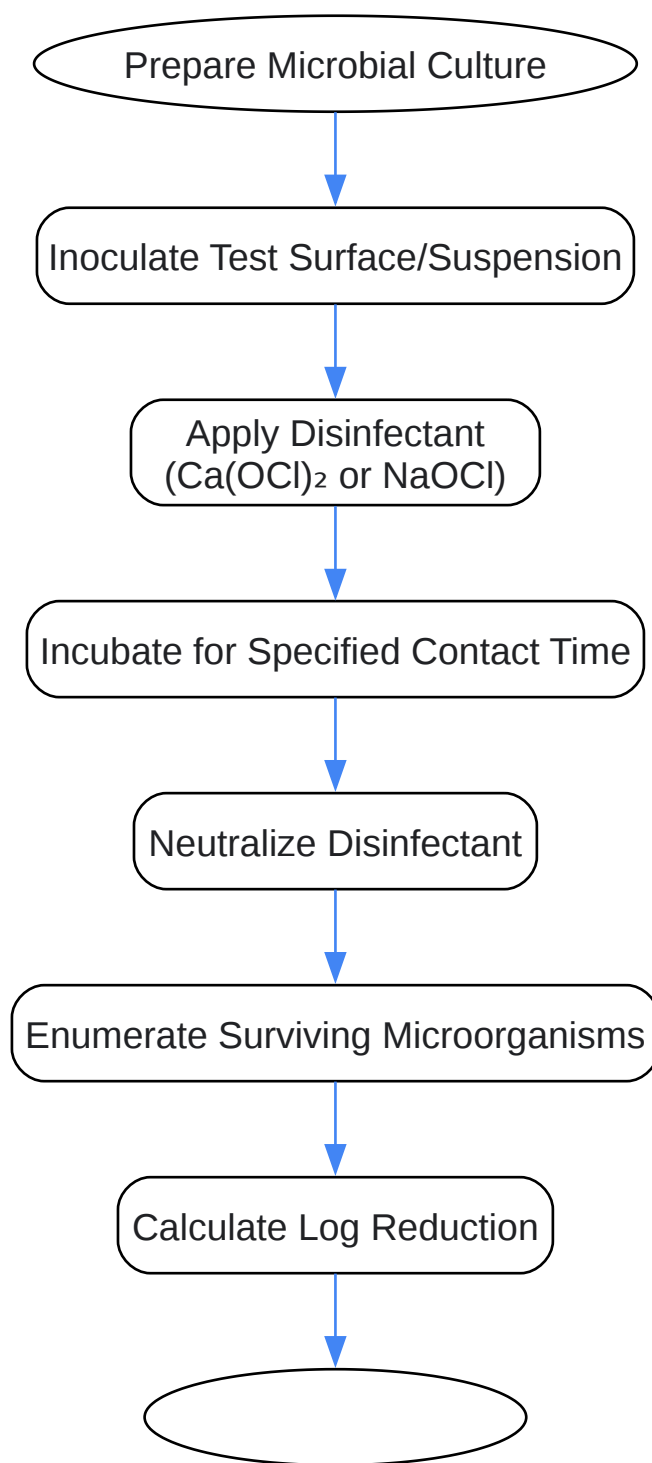 Prepare Microbial Culture
Inoculate Test Surface/Suspension
Apply Disinfectant
(Ca(OCl)₂ or NaOCl)
Incubate for Specified Contact Time
Neutralize Disinfectant
Enumerate Surviving Microorganisms
Calculate Log Reduction